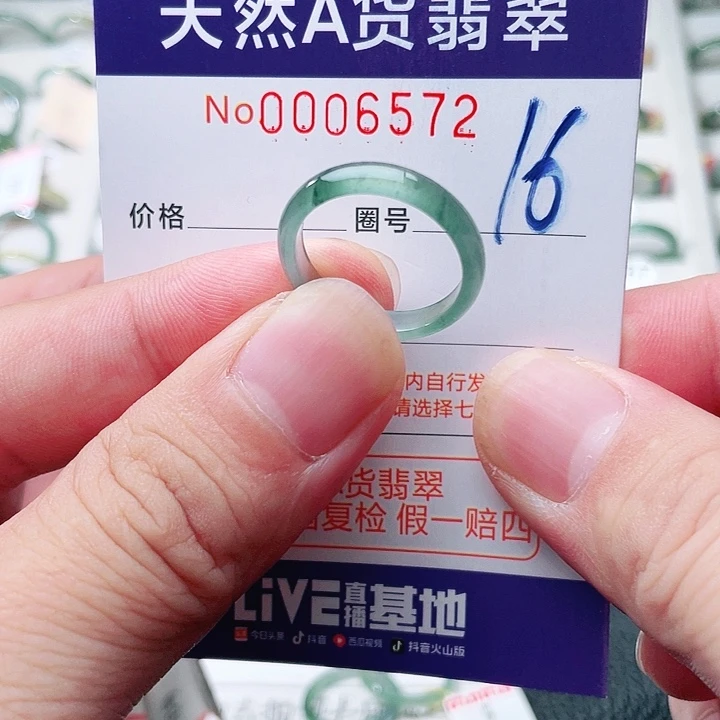 天然A货翡翠
No.0006572
16
价格 圈号
内自行发
请选择七
货翡翠
复检 假一赔四
LiVE直播基地
今日头条 抖音 西瓜视频 抖音火山版